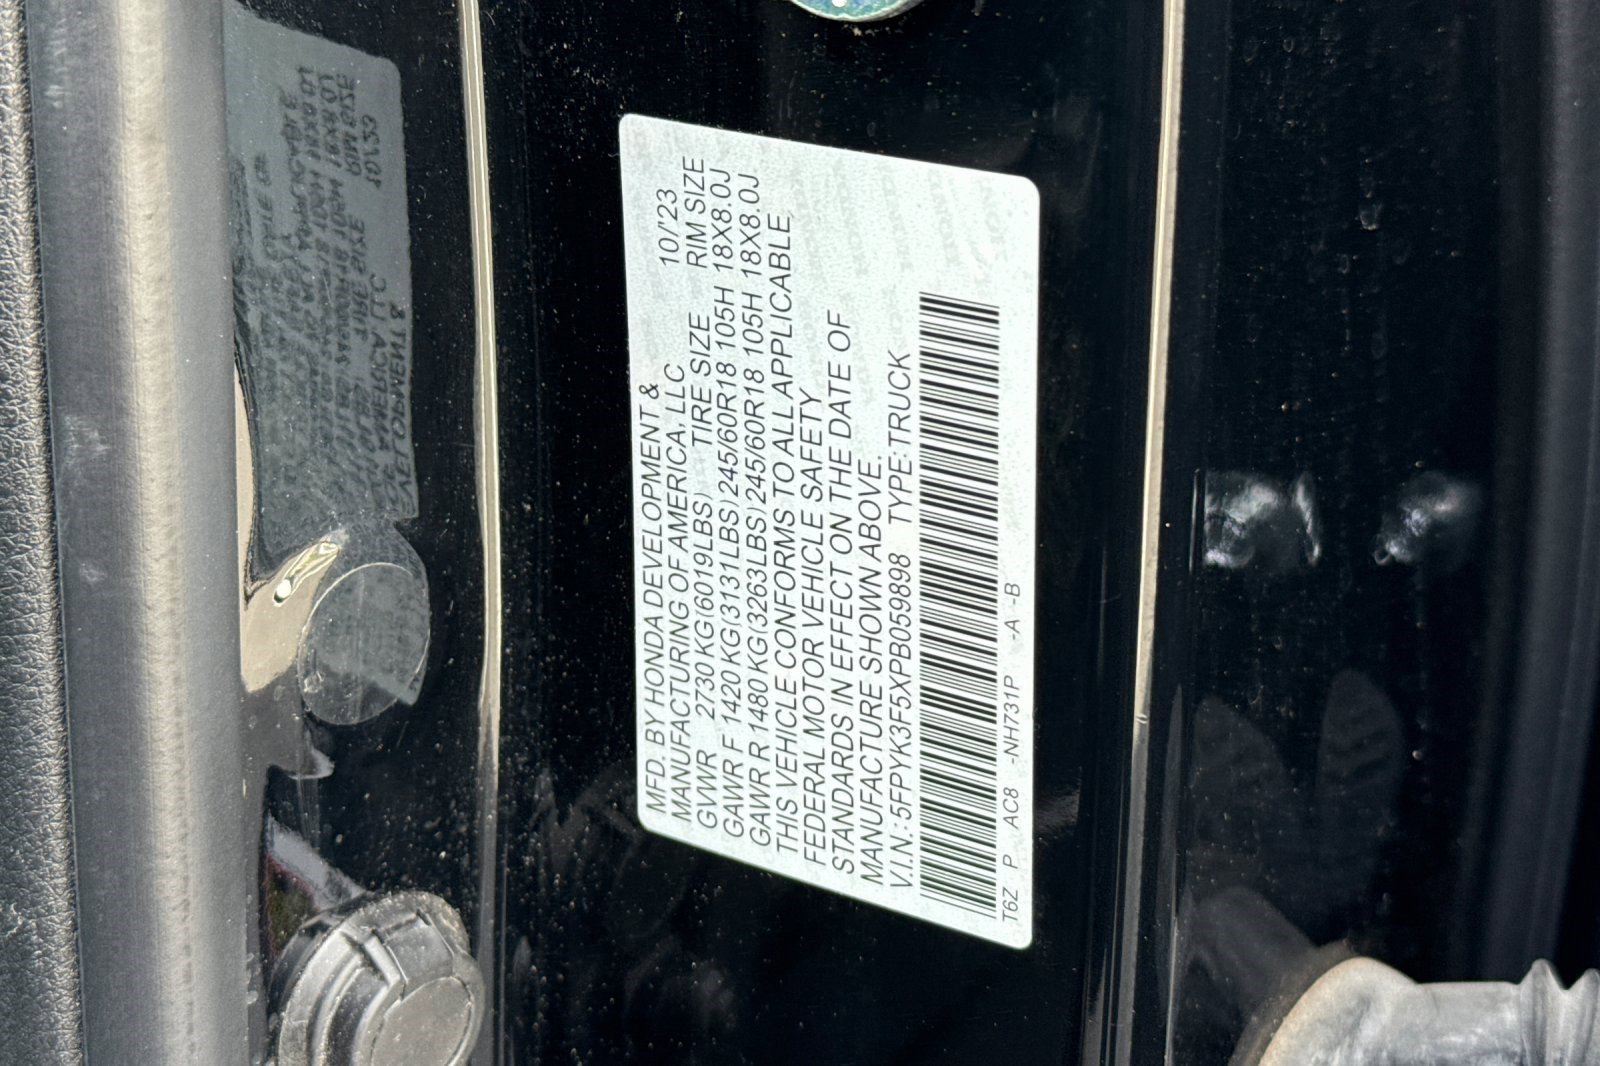 MFD. BY HONDA DEVELOPMENT &
MANUFACTURING OF AMERICA, LLC 10/'23
GVWR 2730 KG(6019LBS) TIRE SIZE RIM SIZE
GAWR F 1420 KG(3131LBS)245/60R18 105H 18X8.0J
GAWR R 1480 KG(3263LBS)245/60R18 105H 18X8.0J
THIS VEHICLE CONFORMS TO ALL APPLICABLE
FEDERAL MOTOR VEHICLE SAFETY
STANDARDS IN EFFECT ON THE DATE OF
MANUFACTURE SHOWN ABOVE.
V.I.N.: 5FPYK3F5XPB059898 TYPE:TRUCK
T6Z P AC8 -NH731P -A -B